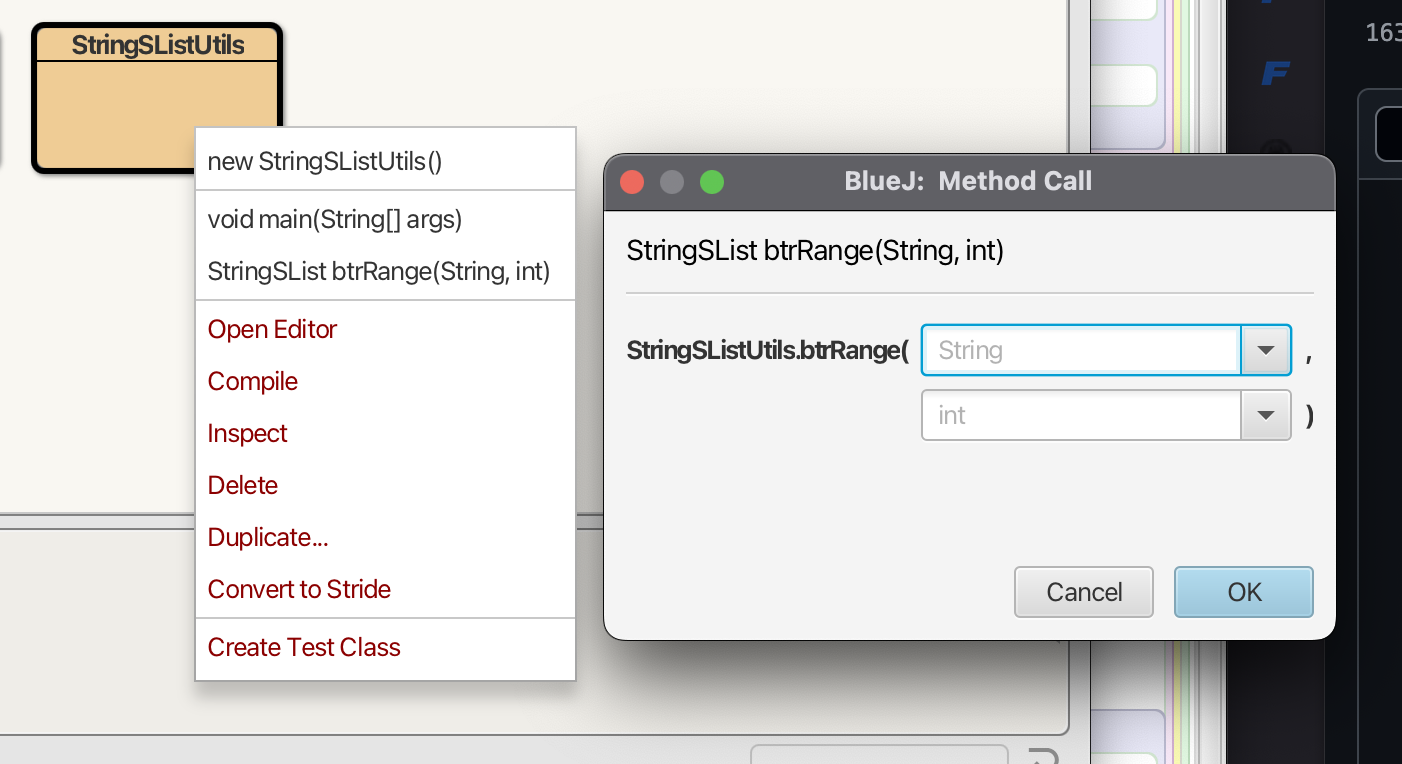 StringSListUtils
new StringSListUtils()
void main(String[] args)
StringSList btrRange(String, int)
Open Editor
Compile
Inspect
Delete
Duplicate...
Convert to Stride
Create Test Class
BlueJ:  Method Call
StringSList btrRange(String, int)
StringSListUtils.btrRange( String ,
int )
Cancel OK
F
163